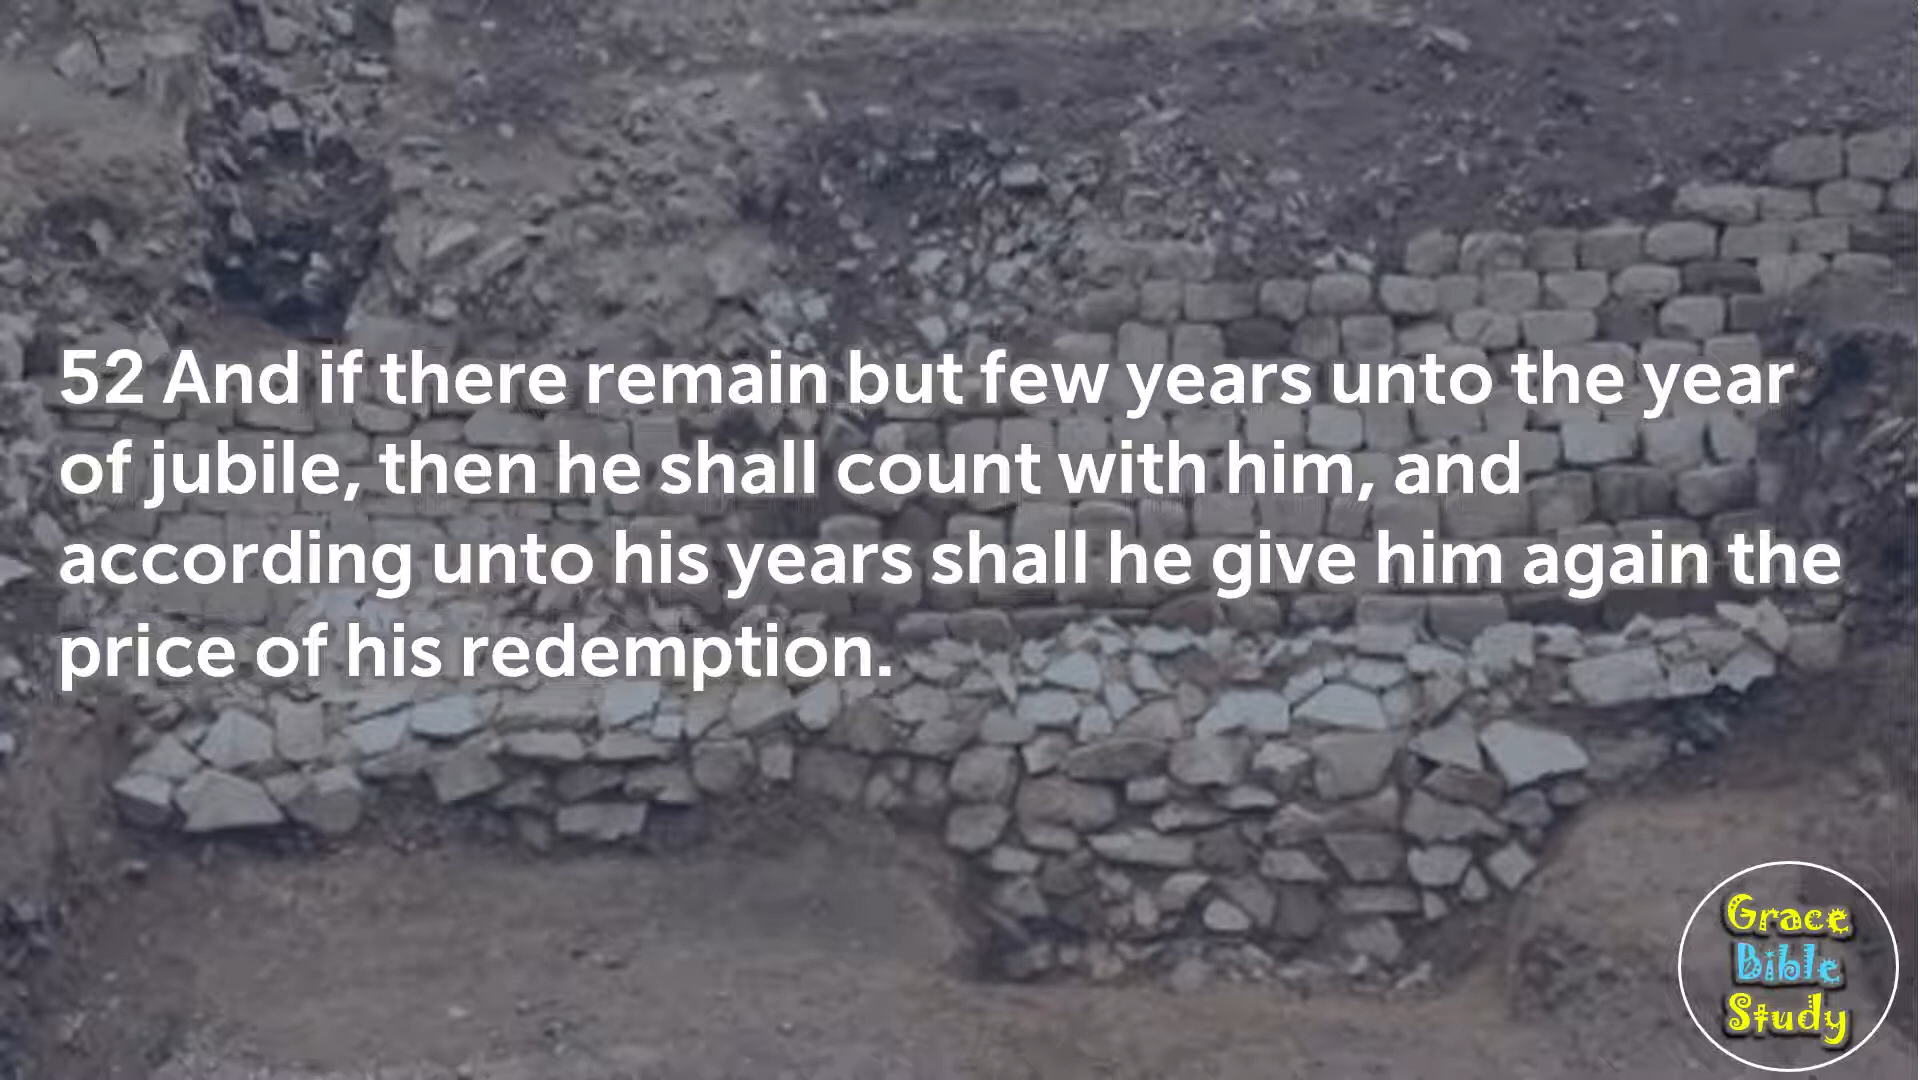 52 And if there remain but few years unto the year
of jubile, then he shall count with him, and
according unto his years shall he give him again the
price of his redemption.
Grace
Bible
Study